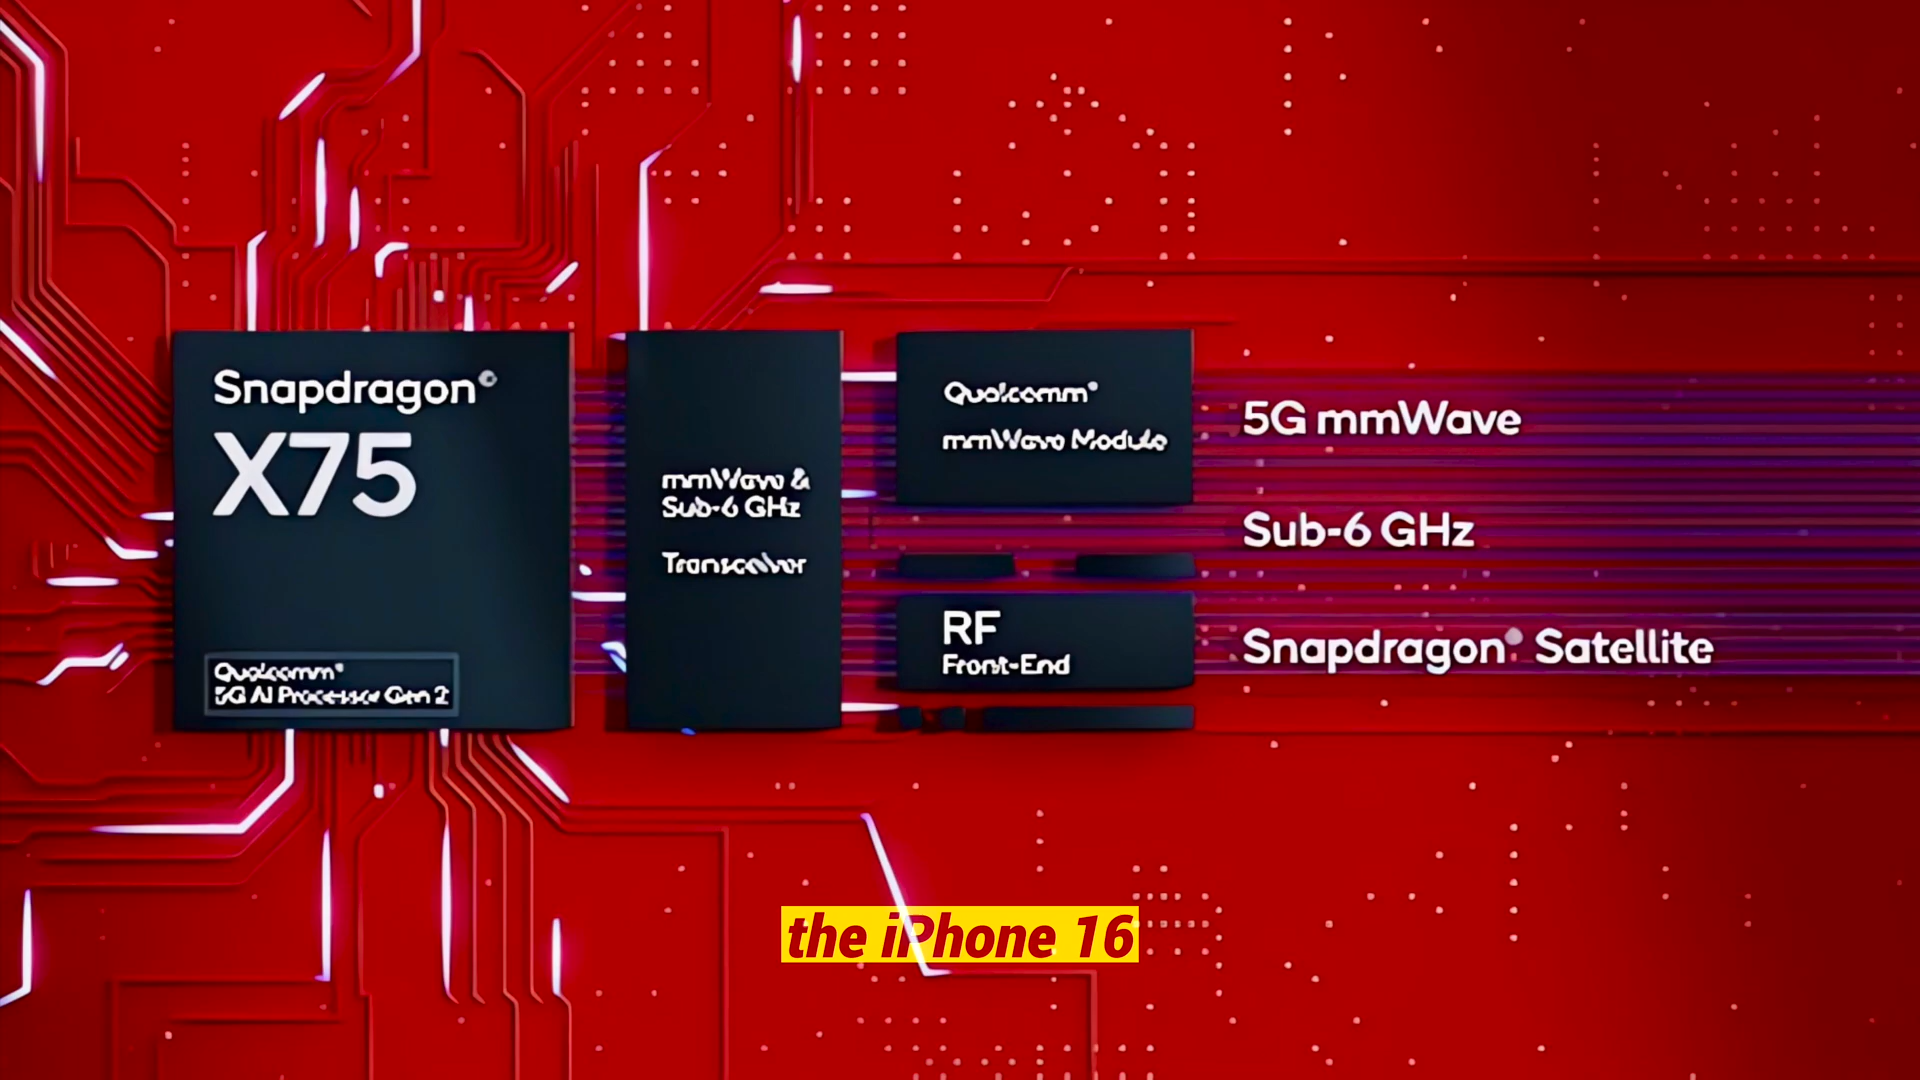 Snapdragon®
X75
Qualcomm®
5G AI Processor Gen 2
mmWave &
Sub-6 GHz
Transceiver
Qualcomm®
mmWave Module
RF
Front-End
5G mmWave
Sub-6 GHz
Snapdragon® Satellite
the iPhone 16